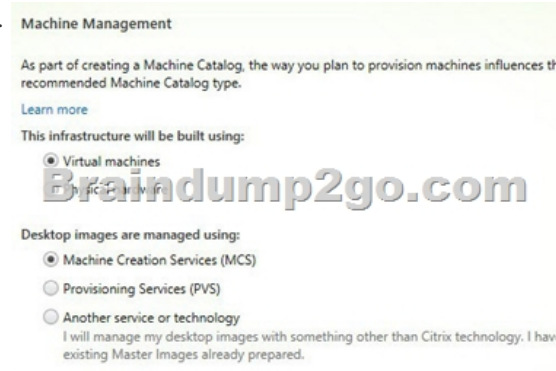 Machine Management
As part of creating a Machine Catalog, the way you plan to provision machines influences
recommended Machine Catalog type.
Learn more
This infrastructure will be built using:
Virtual machines
Braindump2go.com
Desktop images are managed using:
Machine Creation Services (MCS)
Provisioning Services (PVS)
Another service or technology
I will manage my desktop images with something other than Citrix technology. I
existing Master Images already prepared.